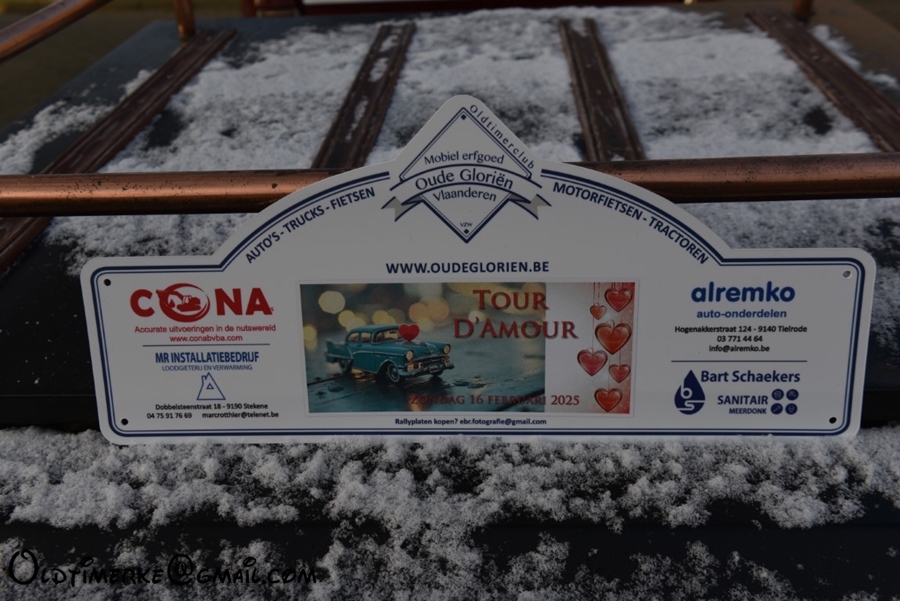 Oldtimerclub
Mobiel erfgoed
Oude Gloriën
Vlaanderen
vzw
AUTO'S - TRUCKS - FIETSEN
MOTORFIETSEN - TRACTOREN
WWW.OUDEGLORIEN.BE
CONA
Accurate uitvoeringen in de nutswereld
www.conabvba.com
MR INSTALLATIEBEDRIJF
LOODGIETERIJ EN VERWARMING
Dobbelsteenstraat 18 - 9190 Stekene
04 75 91 76 69 marcrotthier@telenet.be
Tour
D'Amour
Zondag 16 februari 2025
Rallyplaten kopen? ebr.fotografie@gmail.com
alremko
auto-onderdelen
Hogenakkerstraat 124 - 9140 Tielrode
03 771 44 64
info@alremko.be
Bart Schaekers
SANITAIR
MEERDONK
Oldtimerke@gmail.com